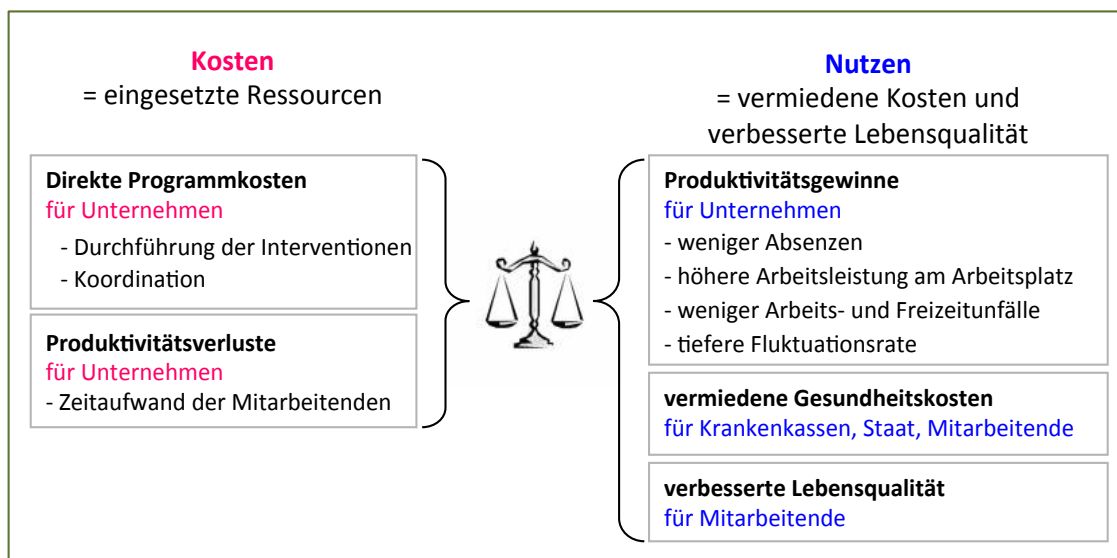 Kosten
= eingesetzte Ressourcen
Direkte Programmkosten
für Unternehmen
- Durchführung der Interventionen
- Koordination
Produktivitätsverluste
für Unternehmen
- Zeitaufwand der Mitarbeitenden
Nutzen
= vermiedene Kosten und
verbesserte Lebensqualität
Produktivitätsgewinne
für Unternehmen
- weniger Absenzen
- höhere Arbeitsleistung am Arbeitsplatz
- weniger Arbeits- und Freizeitunfälle
- tiefere Fluktuationsrate
vermiedene Gesundheitskosten
für Krankenkassen, Staat, Mitarbeitende
verbesserte Lebensqualität
für Mitarbeitende